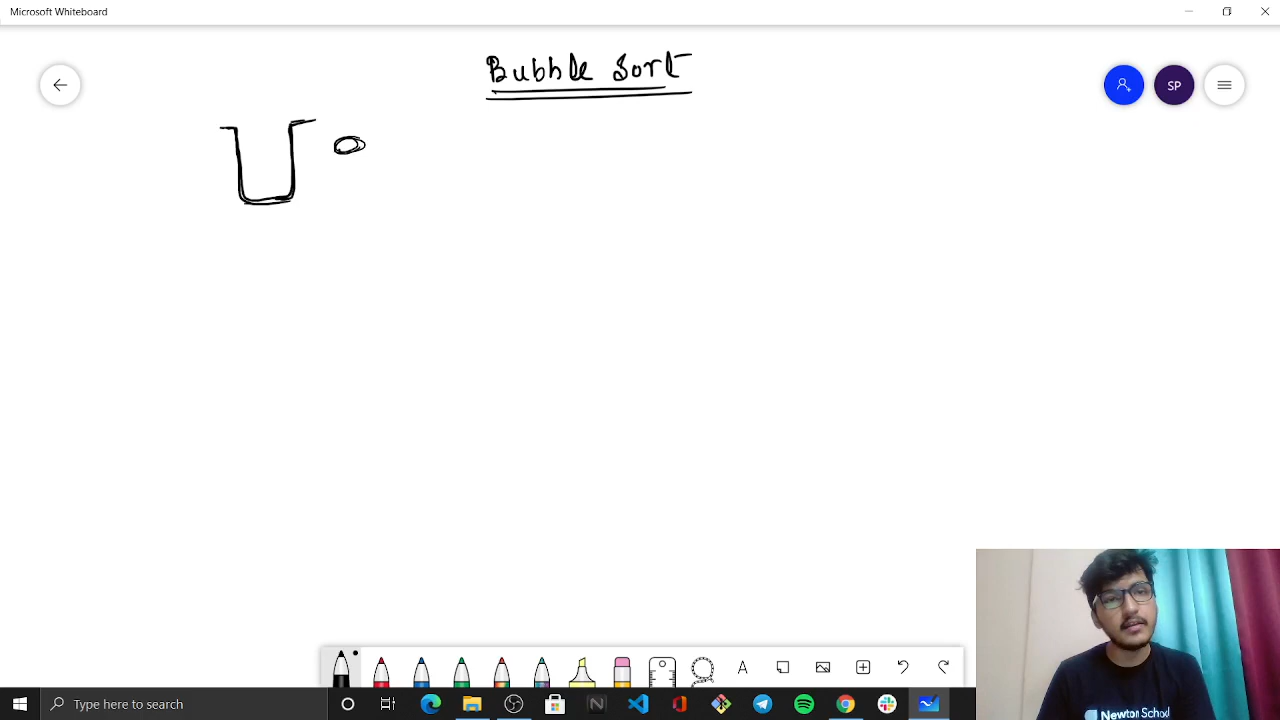 Microsoft Whiteboard
Bubble Sort
SP
A
N
Type here to search
Newton School